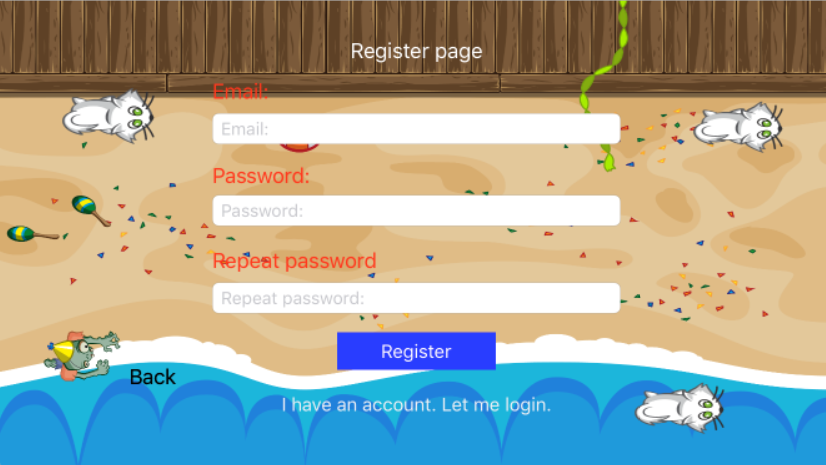 Register page
Email:
Email:
Password:
Password:
Repeat password
Repeat password:
Register
Back
I have an account. Let me login.